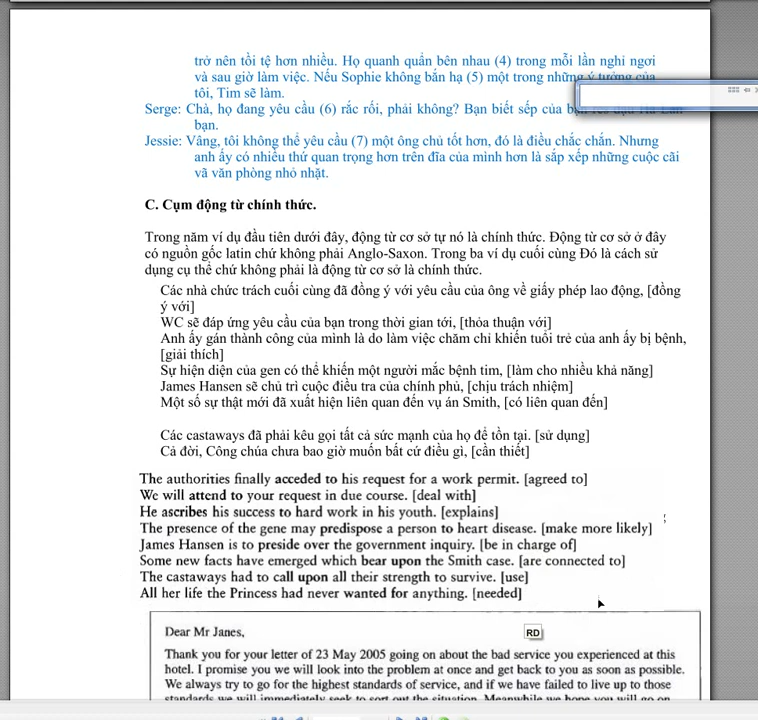 trở nên tồi tệ hơn nhiều. Họ quanh quẩn bên nhau (4) trong mỗi lần nghỉ ngơi
và sau giờ làm việc. Nếu Sophie không bắn hạ (5) một trong những ý tưởng của
tôi, Tim sẽ làm.
Serge: Chà, họ đang yêu cầu (6) rắc rối, phải không? Bạn biết sếp của
bạn.
Jessie: Vâng, tôi không thể yêu cầu (7) một ông chủ tốt hơn, đó là điều chắc chắn. Nhưng
anh ấy có nhiều thứ quan trọng hơn trên đĩa của mình hơn là sắp xếp những cuộc cãi
vã văn phòng nhỏ nhặt.
C. Cụm động từ chính thức.
Trong năm ví dụ đầu tiên dưới đây, động từ cơ sở tự nó là chính thức. Động từ cơ sở ở đây
có nguồn gốc latin chứ không phải Anglo-Saxon. Trong ba ví dụ cuối cùng Đó là cách sử
dụng cụ thể chứ không phải là động từ cơ sở là chính thức.
Các nhà chức trách cuối cùng đã đồng ý với yêu cầu của ông về giấy phép lao động, [đồng
ý với]
WC sẽ đáp ứng yêu cầu của bạn trong thời gian tới, [thỏa thuận với]
Anh ấy gán thành công của mình là do làm việc chăm chỉ khiến tuổi trẻ của anh ấy bị bệnh,
[giải thích]
Sự hiện diện của gen có thể khiến một người mắc bệnh tim, [làm cho nhiều khả năng]
James Hansen sẽ chủ trì cuộc điều tra của chính phủ, [chịu trách nhiệm]
Một số sự thật mới đã xuất hiện liên quan đến vụ án Smith, [có liên quan đến]
Các castaways đã phải kêu gọi tất cả sức mạnh của họ để tồn tại. [sử dụng]
Cả đời, Công chúa chưa bao giờ muốn bất cứ điều gì, [cần thiết]
The authorities finally acceded to his request for a work permit. [agreed to]
We will attend to your request in due course. [deal with]
He ascribes his success to hard work in his youth. [explains]
The presence of the gene may predispose a person to heart disease. [make more likely]
James Hansen is to preside over the government inquiry. [be in charge of]
Some new facts have emerged which bear upon the Smith case. [are connected to]
The castaways had to call upon all their strength to survive. [use]
All her life the Princess had never wanted for anything. [needed]
Dear Mr Janes,
RD
Thank you for your letter of 23 May 2005 going on about the bad service you experienced at this
hotel. I promise you we will look into the problem at once and get back to you as soon as possible.
We always try to go for the highest standards of service, and if we have failed to live up to those
standards we will immediately seek to sort out the situation. Meanwhile we hope you will go on